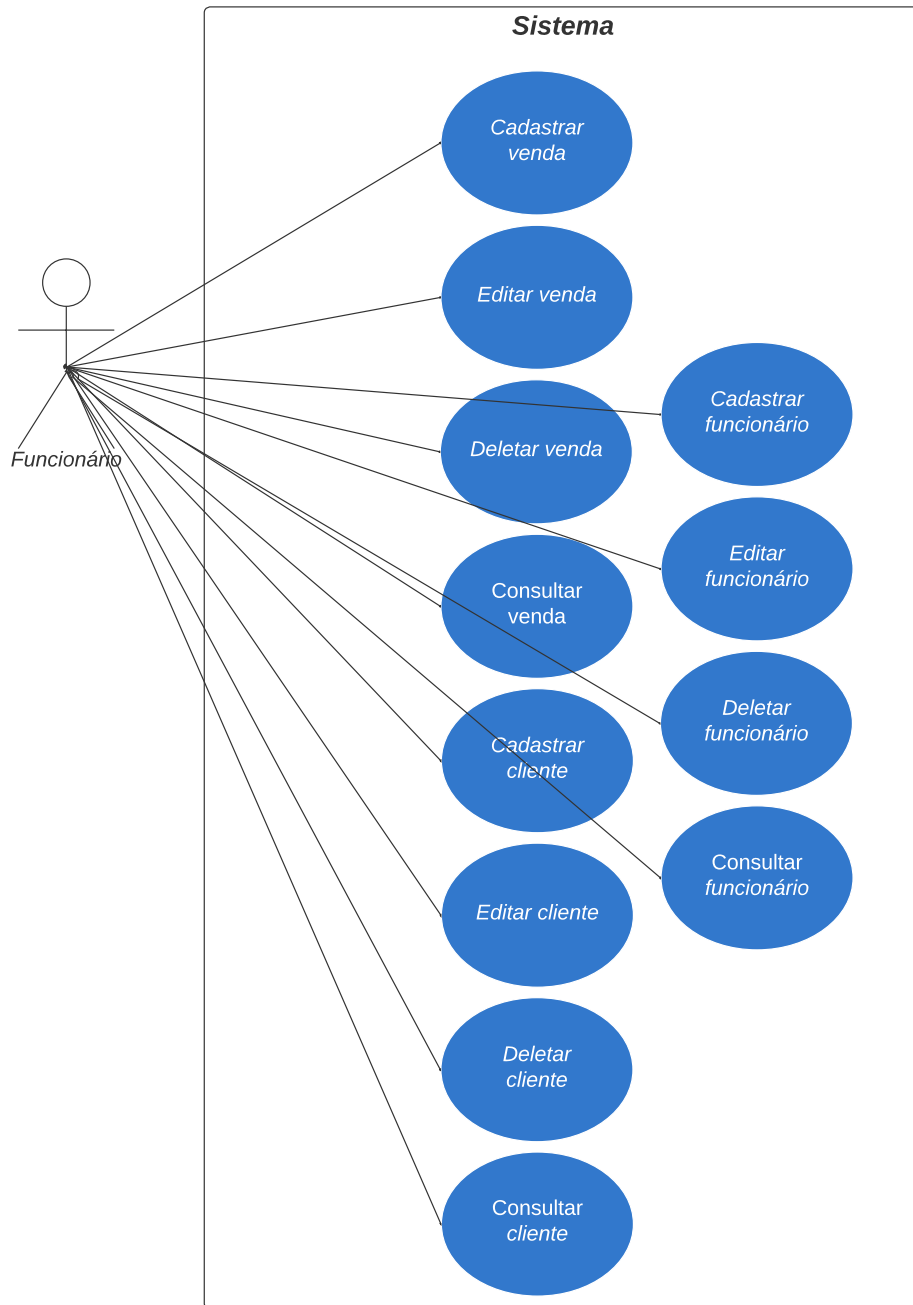 Sistema
Cadastrar
venda
Editar venda
Deletar venda
Consultar
venda
Cadastrar
cliente
Editar cliente
Deletar
cliente
Consultar
cliente
Cadastrar
funcionário
Editar
funcionário
Deletar
funcionário
Consultar
funcionário
Funcionário